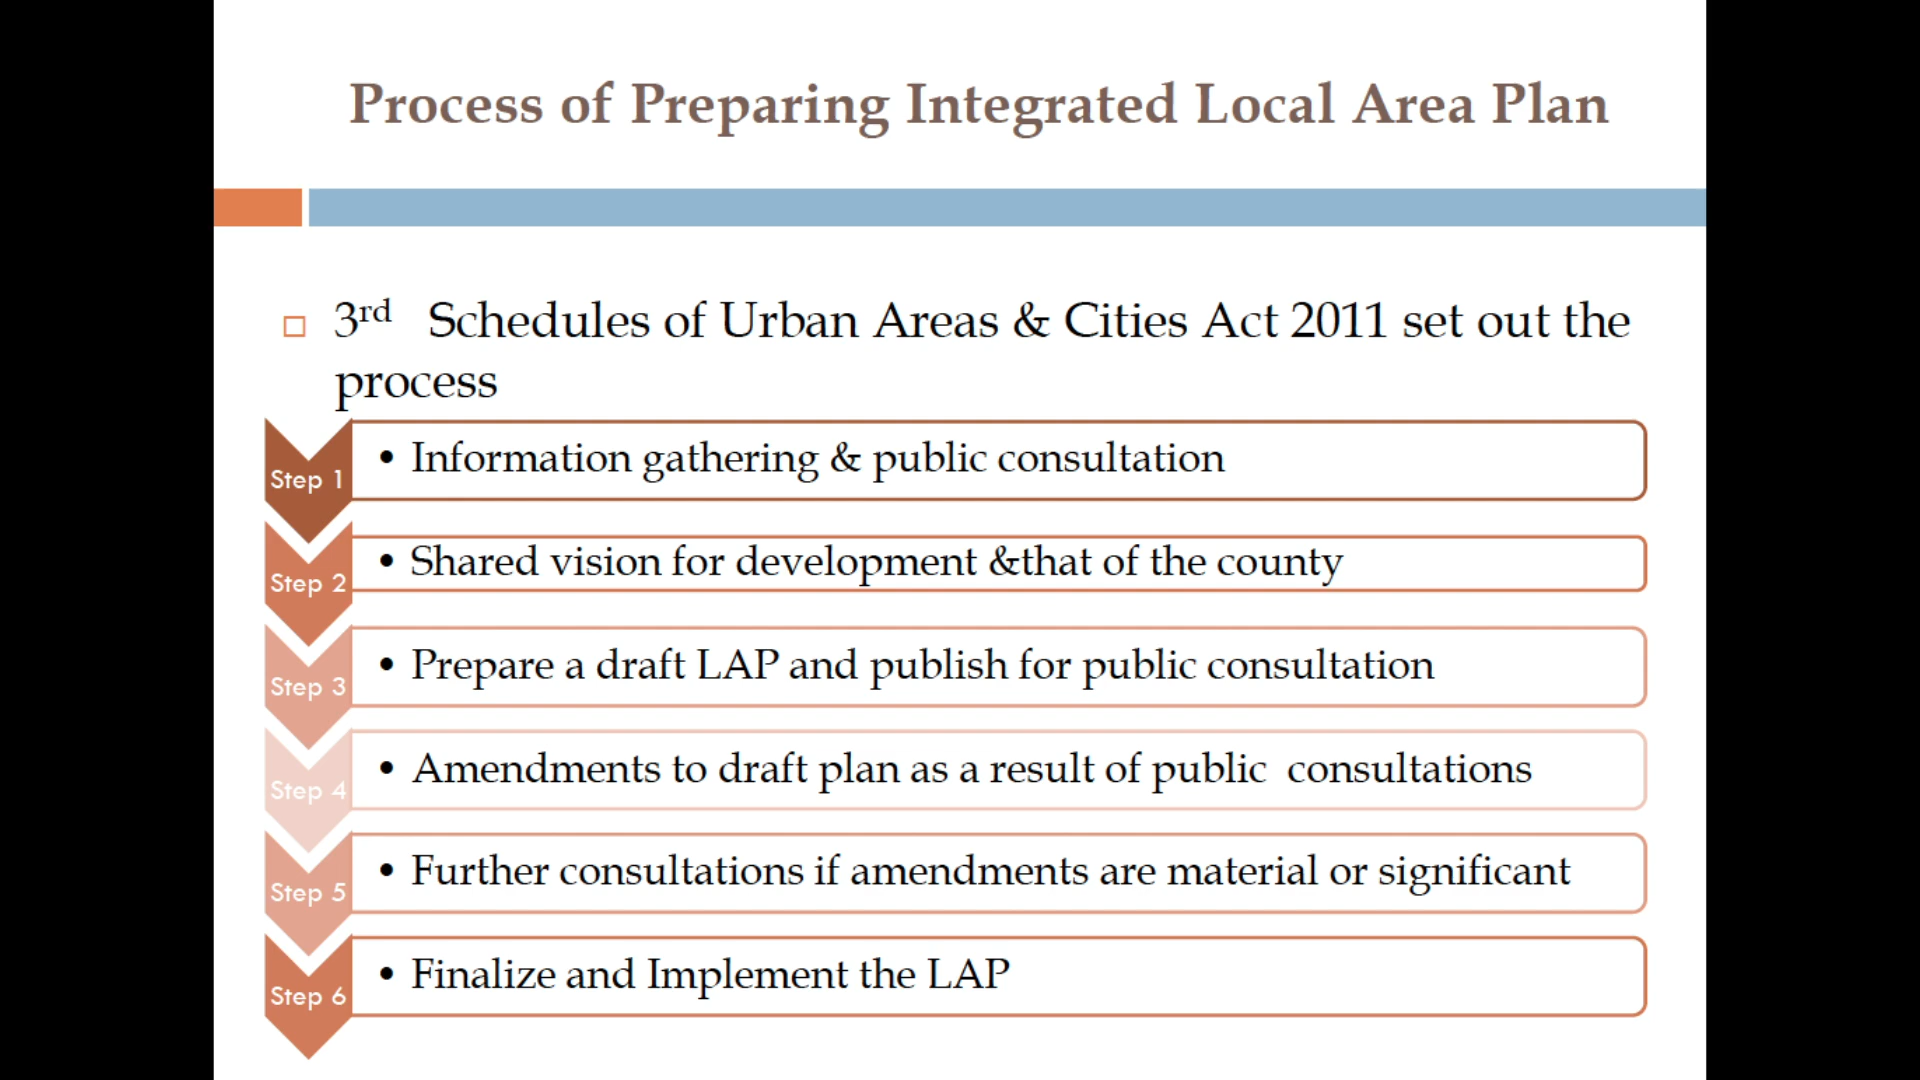 Process of Preparing Integrated Local Area Plan
3rd Schedules of Urban Areas & Cities Act 2011 set out the
process
Step 1
• Information gathering & public consultation
Step 2
• Shared vision for development &that of the county
Step 3
• Prepare a draft LAP and publish for public consultation
Step 4
• Amendments to draft plan as a result of public consultations
Step 5
• Further consultations if amendments are material or significant
Step 6
• Finalize and Implement the LAP